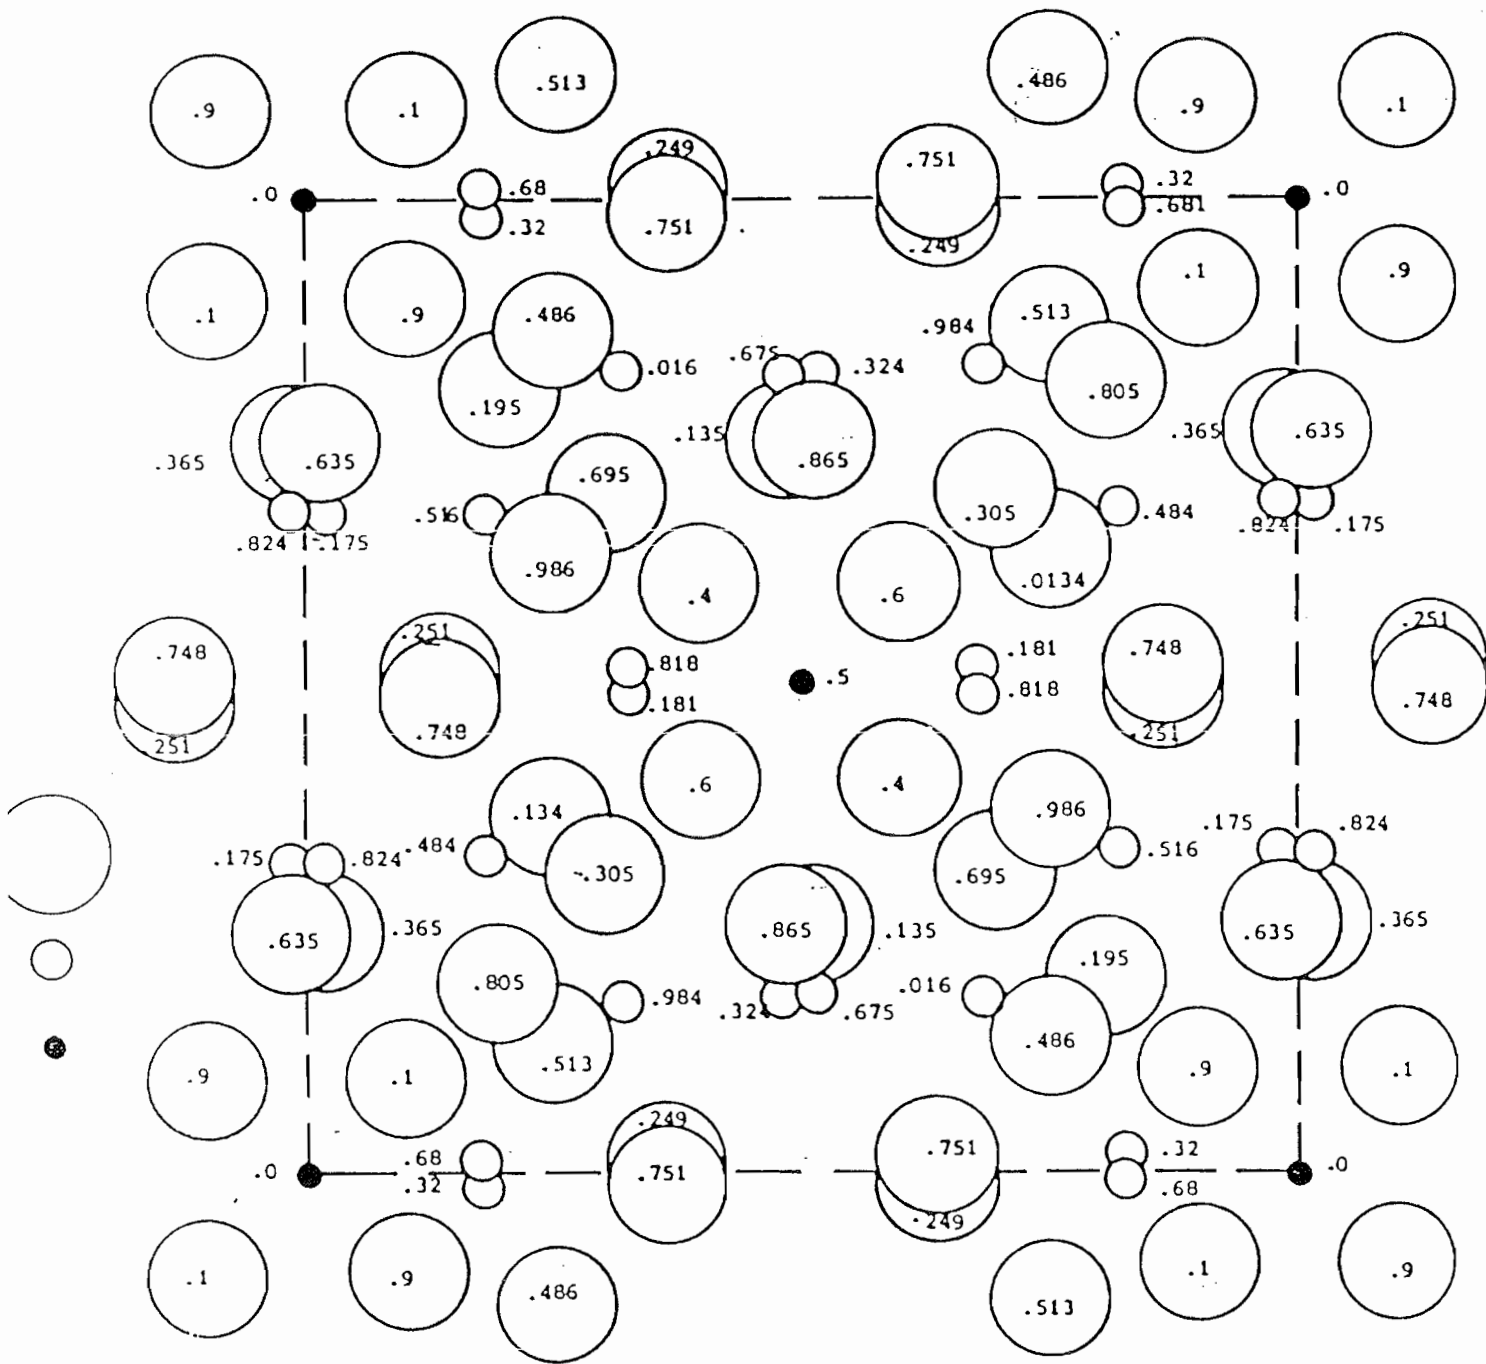 .513 .486
.9 .1 .9 .1
.249 .751
.0 .68 .32 .0
.32 .751 .681
.249
.1 .9
.1 .9 .486 .984 .513
.675 .324
.016
.195 .805
.135 .365
.365 .635 .865 .635
.695
.516 .305 .484
.824 .175 .824 .175
.986 .0134
.4 .6
.251 .251
.748 .818 .181 .748
.5
.181 .818 .748
.251 .748 .251
.6 .4
.134 .986
.484 .175 .824
.175 .824 .516
.305 .695
.635 .365 .865 .135 .635 .365
.195
.805 .984 .016
.324 .675
.513 .486
.9 .1 .9 .1
.249
.68 .751 .32
.0 .751 .0
.32 .68
.249
.1 .9 .1 .9
.486
.513